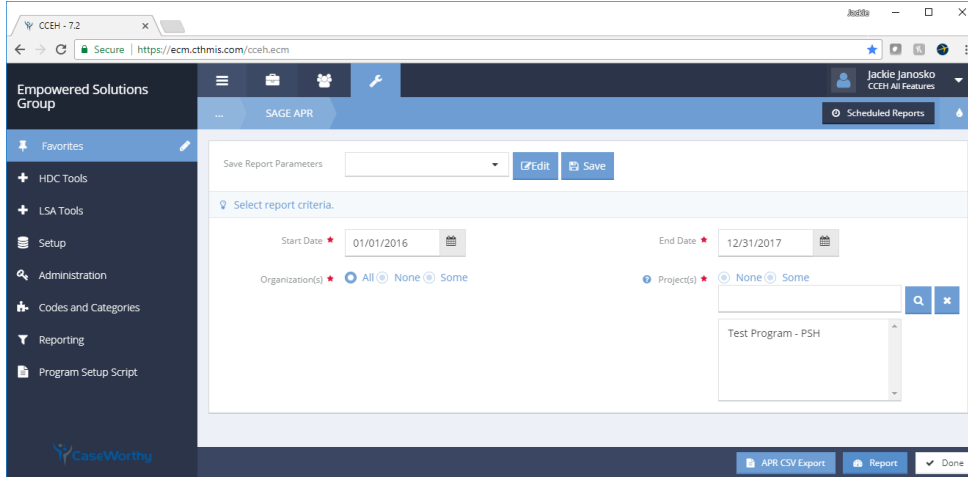 Jackie
CCEH - 7.2
Secure | https://ecm.cthmis.com/cceh.ecm
Empowered Solutions
Group
Jackie Janosko
CCEH All Features
... SAGE APR
Scheduled Reports
Favorites
HDC Tools
LSA Tools
Setup
Administration
Codes and Categories
Reporting
Program Setup Script
CaseWorthy
Save Report Parameters
Edit Save
Select report criteria.
Start Date ★ 01/01/2016
End Date ★ 12/31/2017
Organization(s) ★ All None Some
Project(s) ★ None Some
Test Program - PSH
APR CSV Export Report Done